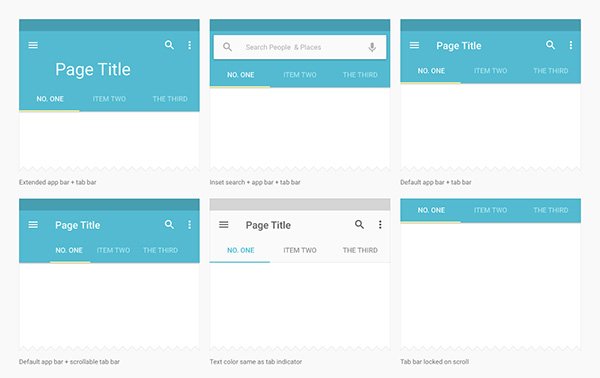 Page Title
NO. ONE ITEM TWO THE THIRD
Extended app bar + tab bar
Search People & Places
NO. ONE ITEM TWO THE THIRD
Inset search + app bar + tab bar
Page Title
NO. ONE ITEM TWO THE THIRD
Default app bar + tab bar
Page Title
NO. ONE ITEM TWO THE THIRD
Default app bar + scrollable tab bar
Page Title
NO. ONE ITEM TWO THE THIRD
Text color same as tab indicator
NO. ONE ITEM TWO THE THIRD
Tab bar locked on scroll